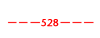 — — —528— — —